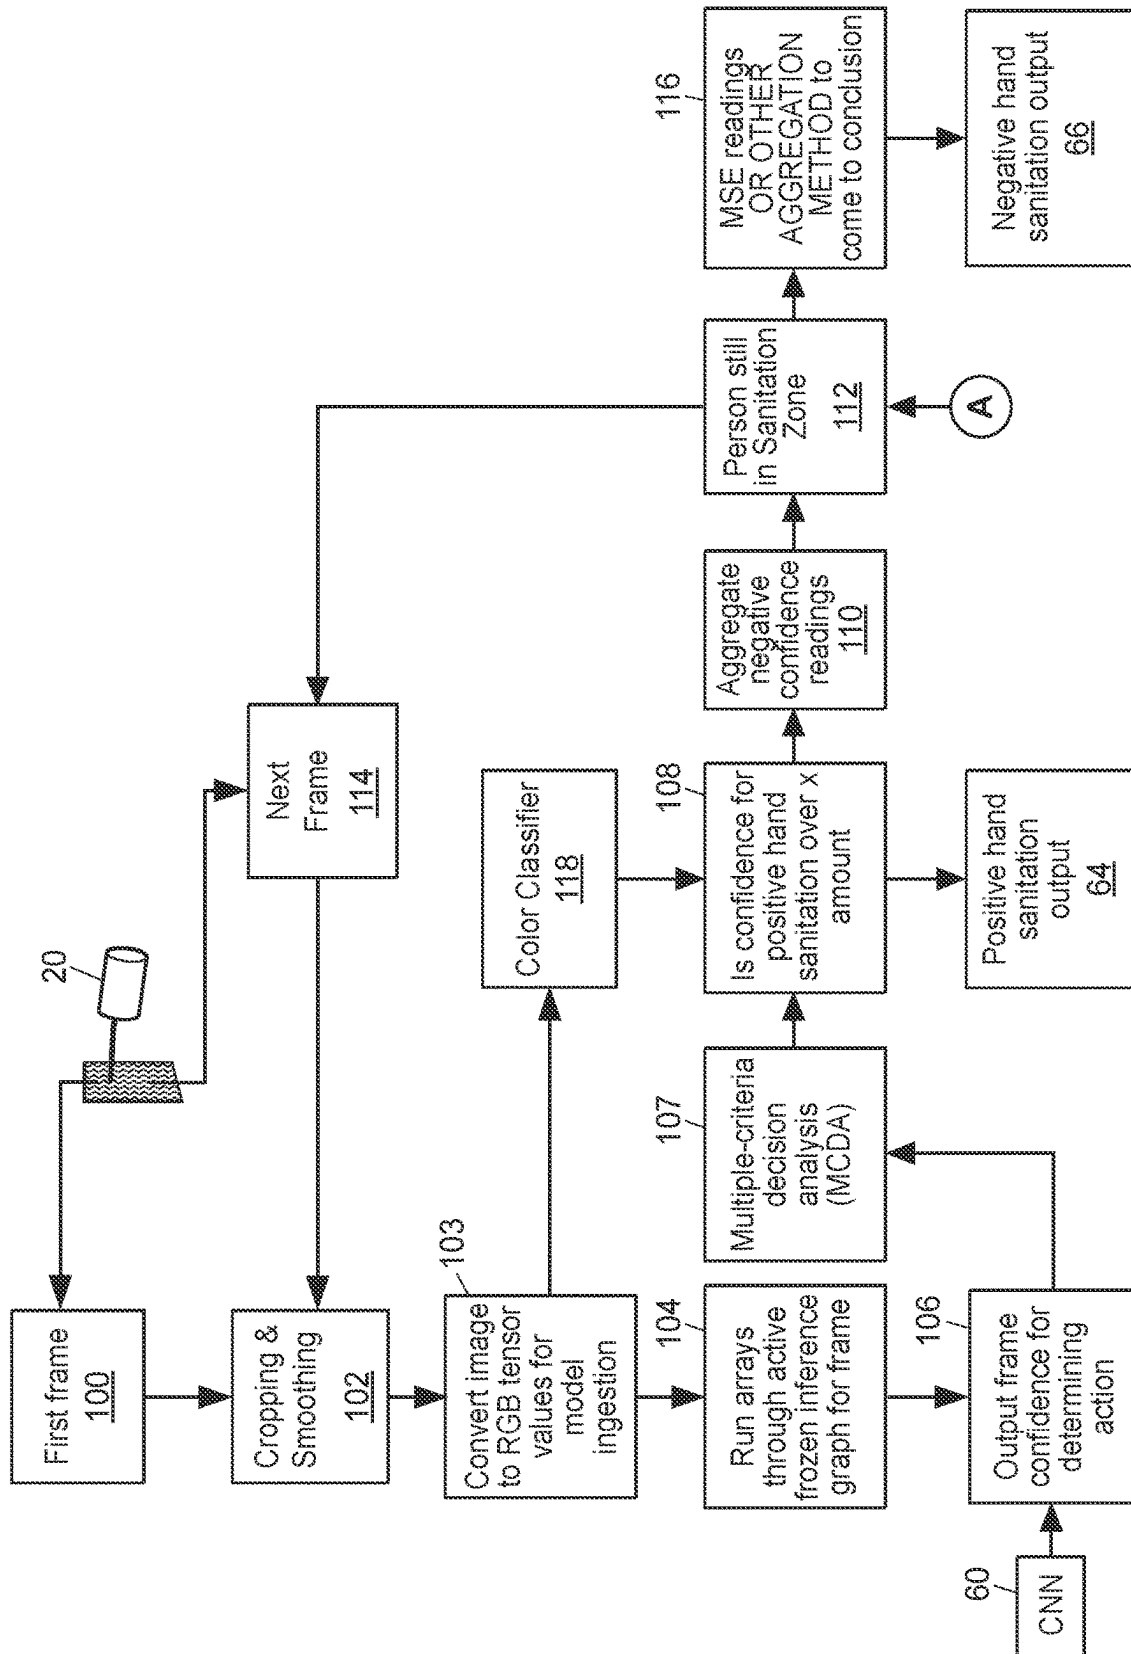 20
First frame
100
Next
Frame
114
Cropping &
Smoothing
102
103
Convert image
to RGB tensor
values for
model
ingestion
Color Classifier
118
104
Run arrays
through active
frozen inference
graph for frame
107
Multiple-criteria
decision
analysis
(MCDA)
108
Is confidence for
positive hand
sanitation over x
amount
Aggregate
negative
confidence
readings
110
Person still
in Sanitation
Zone
112
116
MSE readings
OR OTHER
AGGREGATION
METHOD to
come to conclusion
60
CNN
106
Output frame
confidence for
determining
action
Positive hand
sanitation
output
64
A
Negative hand
sanitation output
66